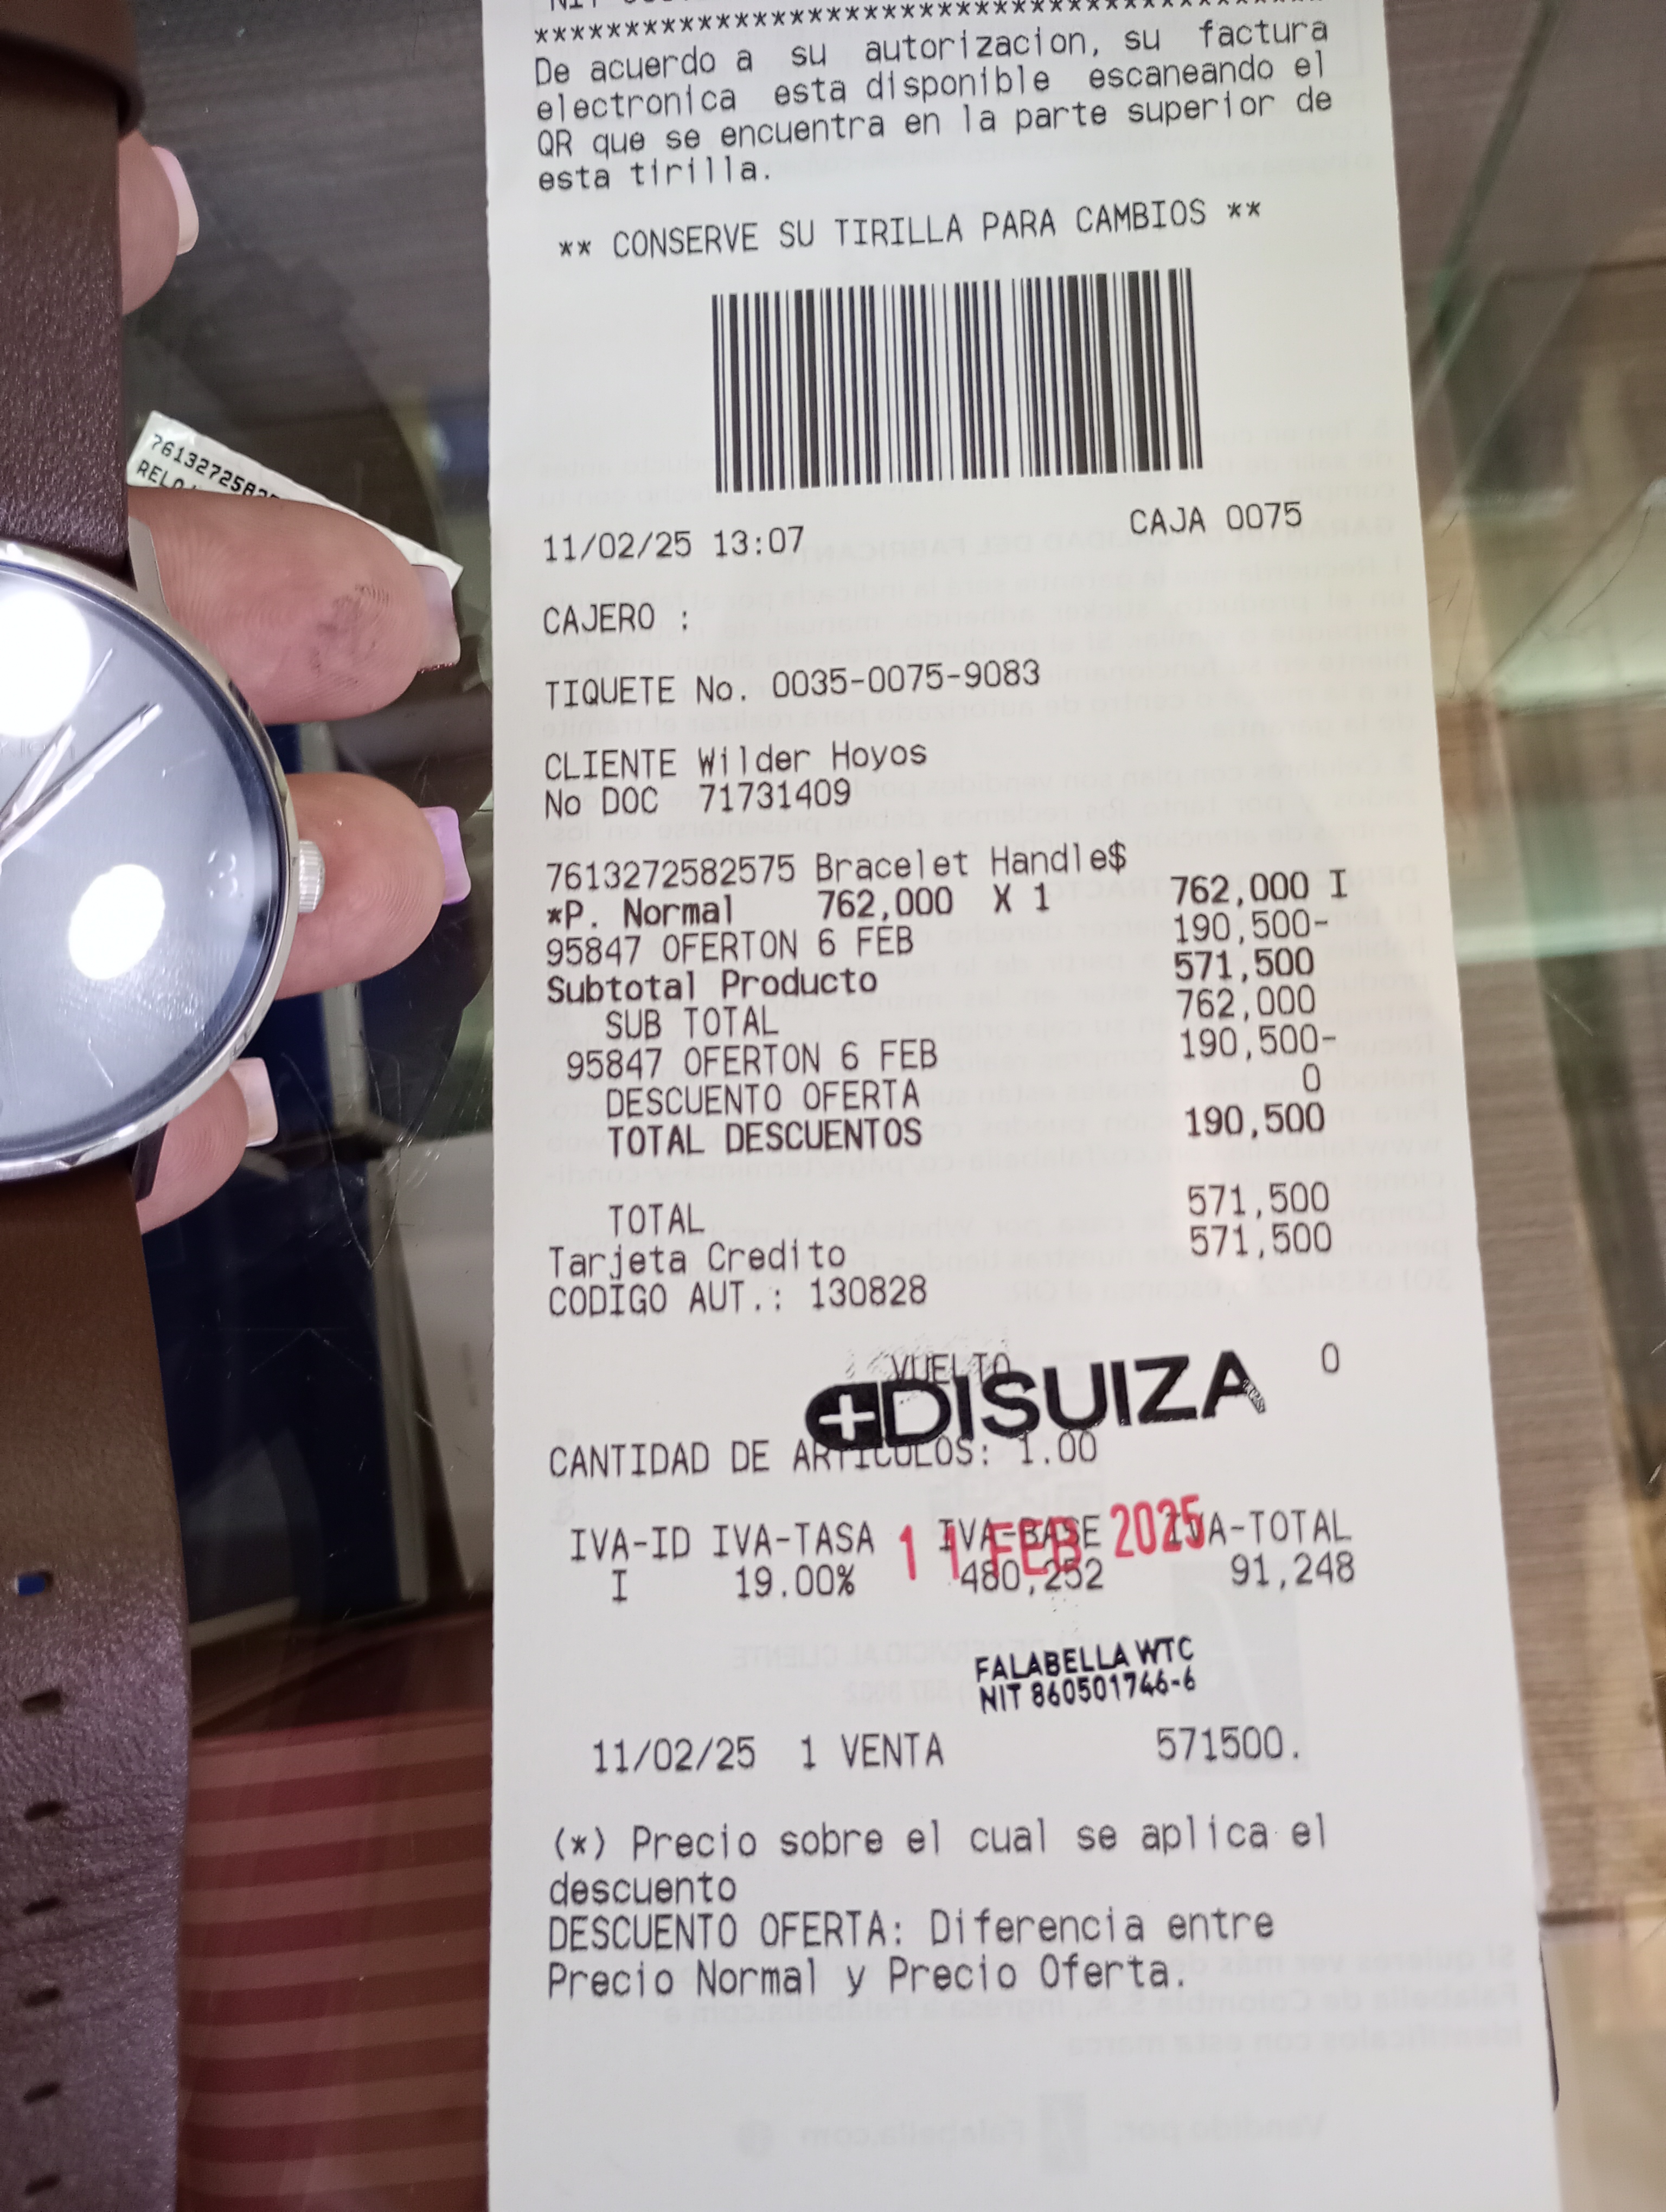 *******************************************
De acuerdo a su autorizacion, su factura
electronica esta disponible escaneando el
QR que se encuentra en la parte superior de
esta tirilla.
** CONSERVE SU TIRILLA PARA CAMBIOS **
11/02/25 13:07 CAJA 0075
CAJERO :
TIQUETE No. 0035-0075-9083
CLIENTE Wilder Hoyos
No DOC 71731409
7613272582575 Bracelet Handle$
*P. Normal 762,000 X 1 762,000 I
95847 OFERTON 6 FEB 190,500-
Subtotal Producto 571,500
SUB TOTAL 762,000
95847 OFERTON 6 FEB 190,500-
DESCUENTO OFERTA 0
TOTAL DESCUENTOS 190,500
TOTAL 571,500
Tarjeta Credito 571,500
CODIGO AUT.: 130828
VUELTO 0
DISUIZA
CANTIDAD DE ARTICULOS: 1.00
11 FEB 2025
IVA-ID IVA-TASA IVA-BASE IVA-TOTAL
I 19.00% 480,252 91,248
FALABELLA WTC
NIT 860501746-6
11/02/25 1 VENTA 571500.
(*) Precio sobre el cual se aplica el
descuento
DESCUENTO OFERTA: Diferencia entre
Precio Normal y Precio Oferta.